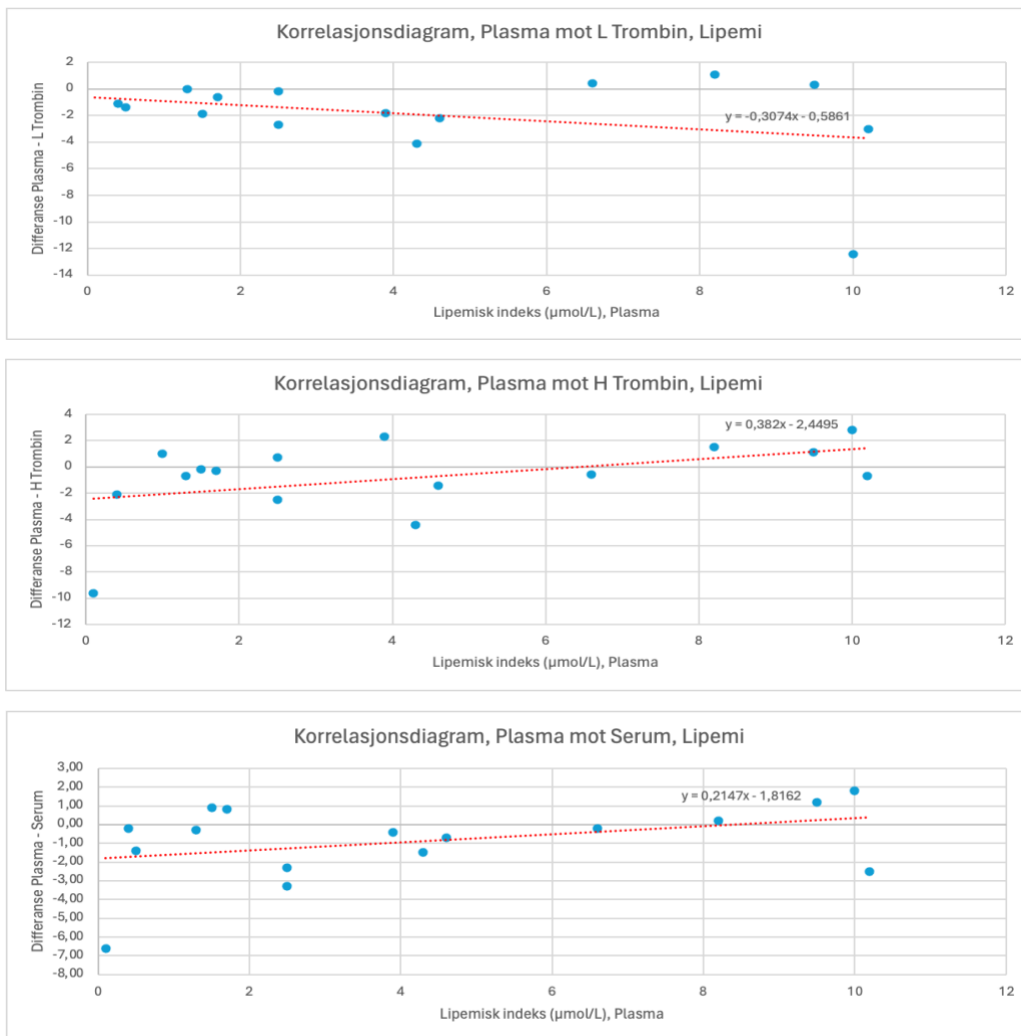 Korrelasjonsdiagram, Plasma mot L Trombin, Lipemi
Differanse Plasma - L Trombin
2
0
-2
-4
-6
-8
-10
-12
-14
y = -0,3074x - 0,5861
0 2 4 6 8 10 12
Lipemisk indeks (µmol/L), Plasma
Korrelasjonsdiagram, Plasma mot H Trombin, Lipemi
Differanse Plasma - H Trombin
4
2
0
-2
-4
-6
-8
-10
-12
y = 0,382x - 2,4495
0 2 4 6 8 10 12
Lipemisk indeks (µmol/L), Plasma
Korrelasjonsdiagram, Plasma mot Serum, Lipemi
Differanse Plasma - Serum
3,00
2,00
1,00
0,00
-1,00
-2,00
-3,00
-4,00
-5,00
-6,00
-7,00
-8,00
y = 0,2147x - 1,8162
0 2 4 6 8 10 12
Lipemisk indeks (µmol/L), Plasma